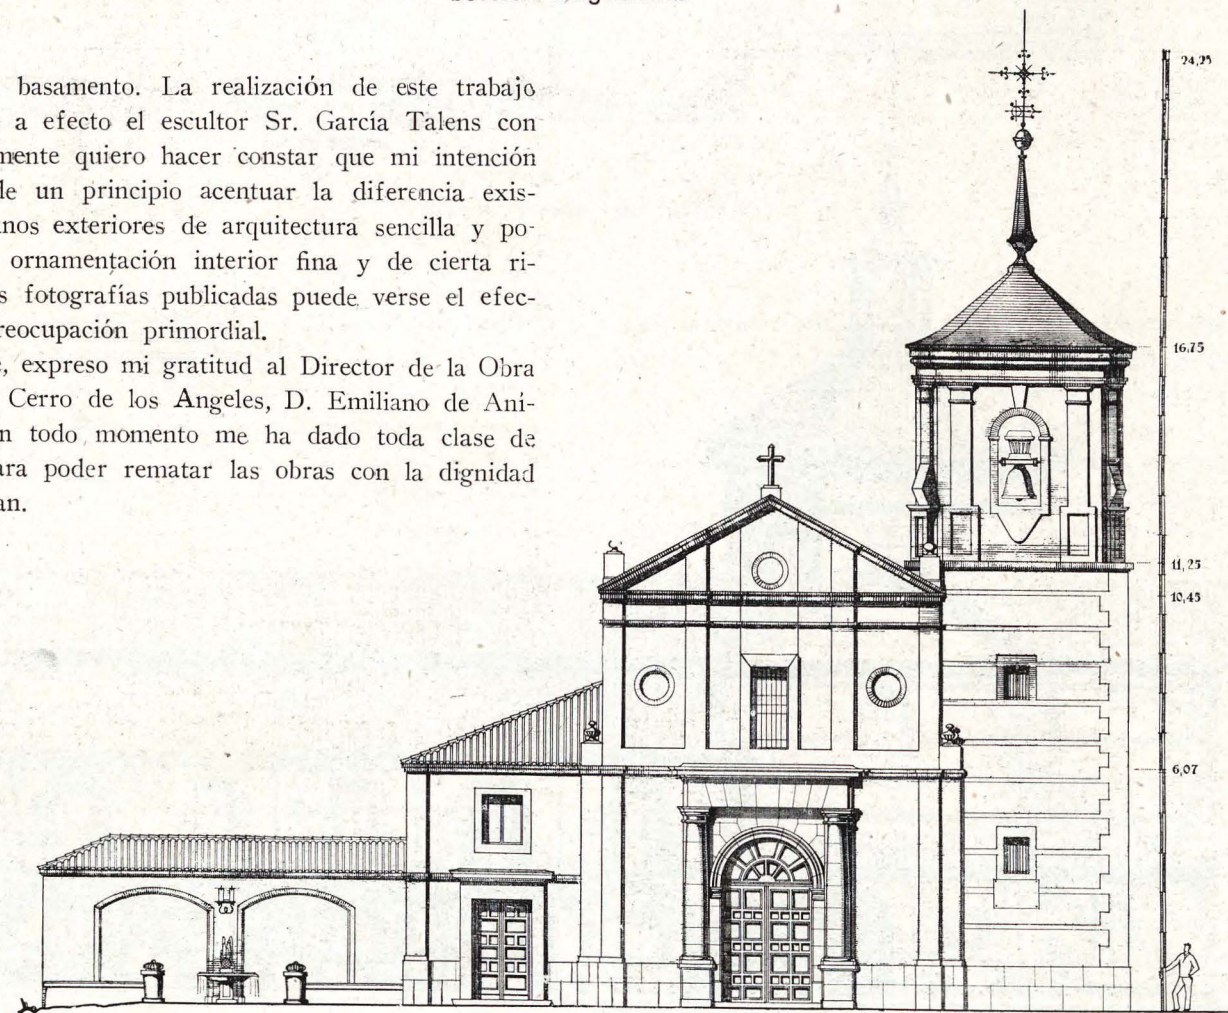 basamento. La realización de este trabajo
a efecto el escultor Sr. García Talens con
mente quiero hacer constar que mi intención
de un principio acentuar la diferencia exis-
nos exteriores de arquitectura sencilla y po-
ornamentación interior fina y de cierta ri-
s fotografías publicadas puede verse el efec-
reocupación primordial.
, expreso mi gratitud al Director de la Obra
Cerro de los Angeles, D. Emiliano de Aní-
n todo momento me ha dado toda clase de
ara poder rematar las obras con la dignidad
an.
24,25
16,75
11,25
10,45
6,07